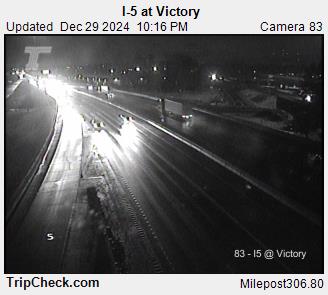 I-5 at Victory
Updated Dec 29 2024 10:16 PM Camera 83
S
83 - I5 @ Victory
TripCheck.com Milepost306.80